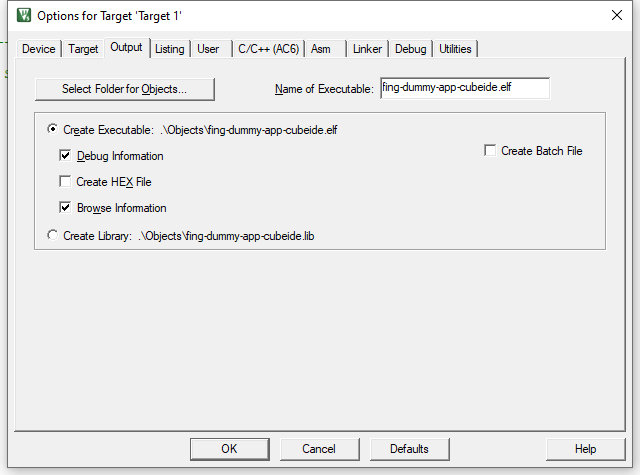 Options for Target 'Target 1'
Device Target Output Listing User C/C++ (AC6) Asm Linker Debug Utilities
Select Folder for Objects... Name of Executable: fing-dummy-app-cubeide.elf
Create Executable: .\Objects\fing-dummy-app-cubeide.elf
Debug Information Create Batch File
Create HEX File
Browse Information
Create Library: .\Objects\fing-dummy-app-cubeide.lib
OK Cancel Defaults Help